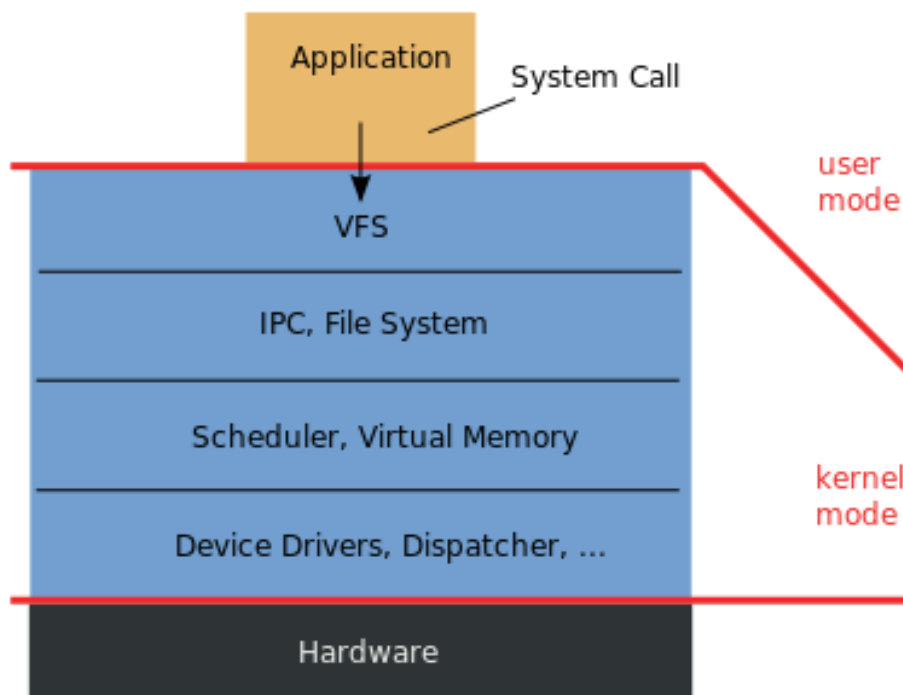 Application
System Call
user
mode
VFS
IPC, File System
Scheduler, Virtual Memory
kernel
mode
Device Drivers, Dispatcher, ...
Hardware